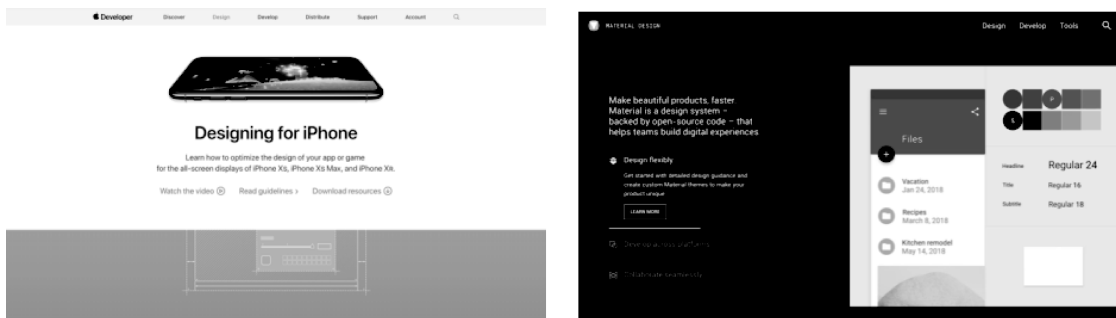 Developer
Discover
Design
Develop
Distribute
Support
Account
Designing for iPhone
Learn how to optimize the design of your app or game
for the all-screen displays of iPhone Xs, iPhone Xs Max, and iPhone XR.
Watch the video
Read guidelines >
Download resources
MATERIAL DESIGN
Design
Develop
Tools
Make beautiful products, faster
Material is a design system –
backed by open-source code – that
helps teams build digital experiences
Design flexibly
Get started with detailed design guidance and
create custom Material themes to make your
product unique
LEARN MORE
Develop across platforms
Collaborate seamlessly
Files
Vacation
Jan 24, 2018
Recipes
March 8, 2018
Kitchen remodel
May 14, 2018
Headline
Regular 24
Title
Regular 16
Subtitle
Regular 18